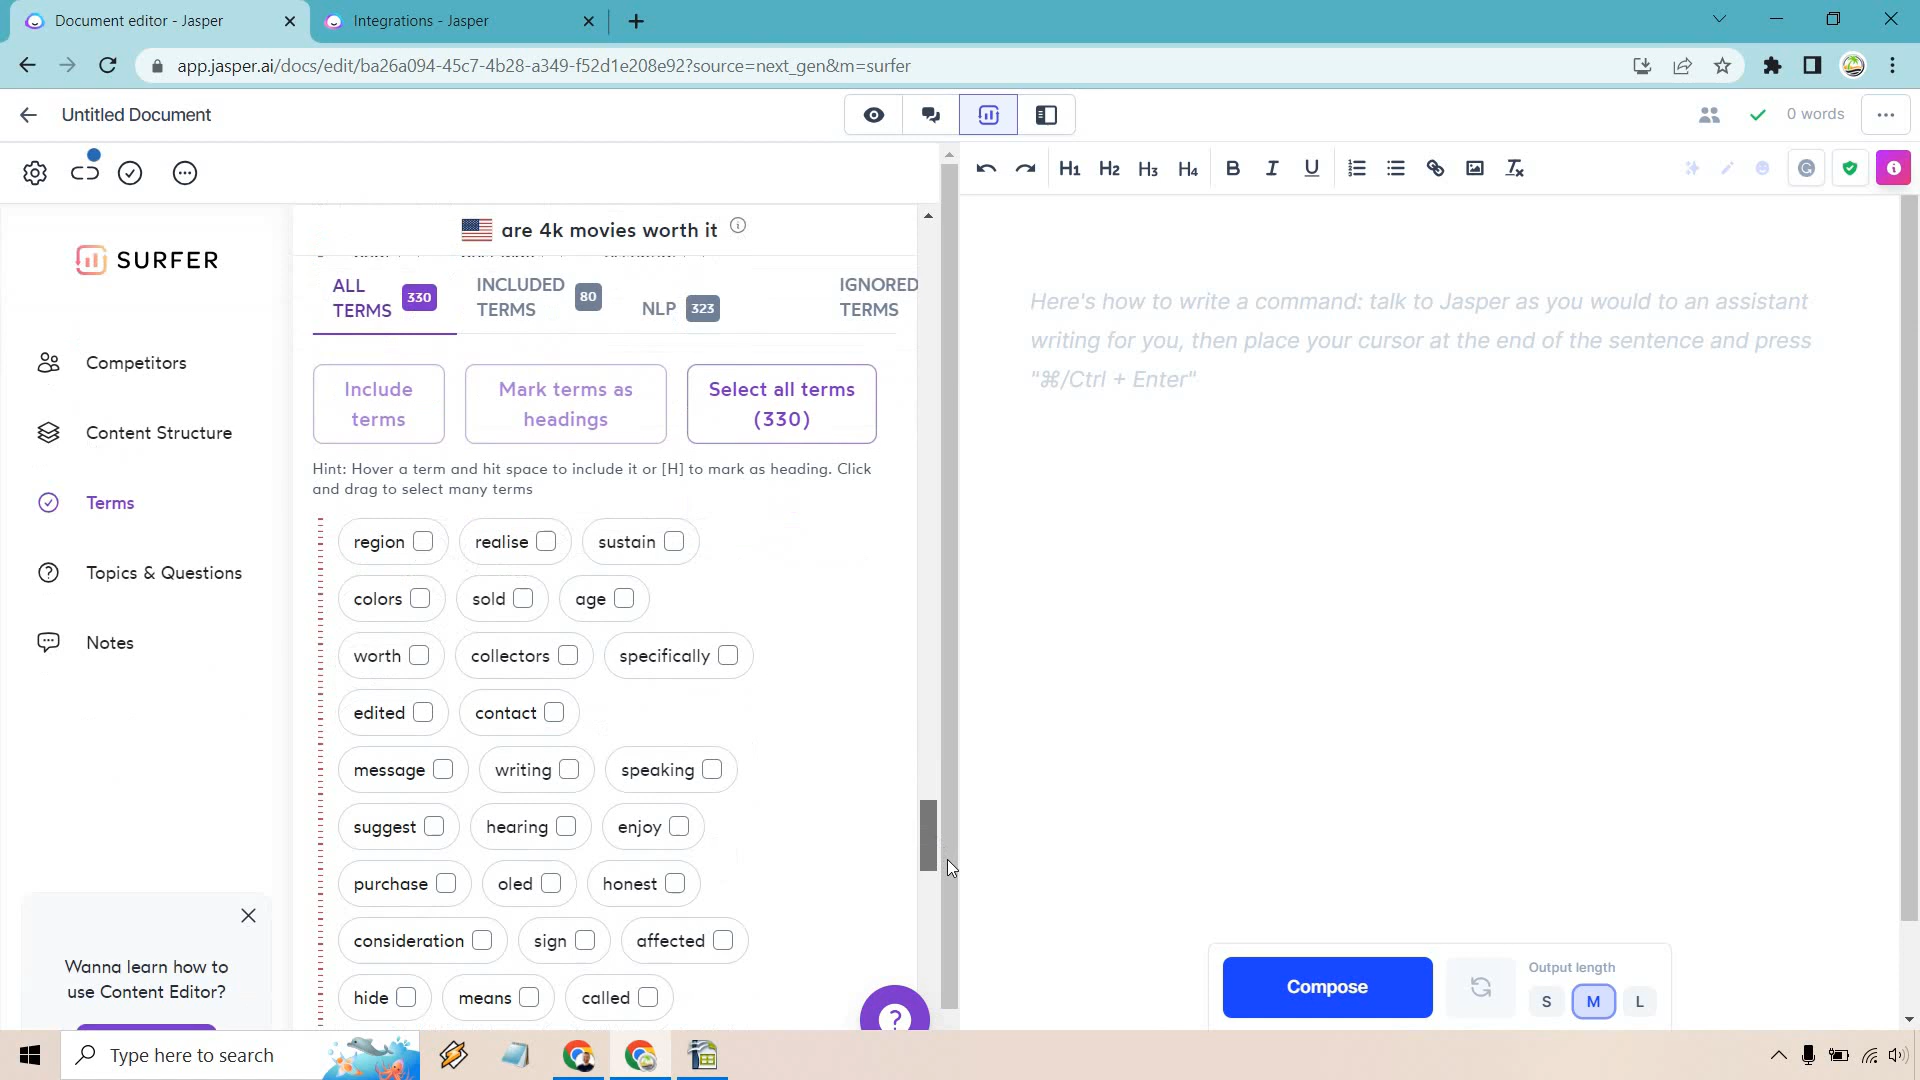 Document editor - Jasper
Integrations - Jasper
app.jasper.ai/docs/edit/ba26a094-45c7-4b28-a349-f52d1e208e92?source=next_gen&m=surfer
Untitled Document
0 words
H1 H2 H3 H4 B I U
SURFER
Competitors
Content Structure
Terms
Topics & Questions
Notes
Wanna learn how to
use Content Editor?
are 4k movies worth it
ALL TERMS 330
INCLUDED TERMS 80
NLP 323
IGNORED TERMS
Include terms
Mark terms as headings
Select all terms (330)
Hint: Hover a term and hit space to include it or [H] to mark as heading. Click
and drag to select many terms
region realise sustain
colors sold age
worth collectors specifically
edited contact
message writing speaking
suggest hearing enjoy
purchase oled honest
consideration sign affected
hide means called
?
Here's how to write a command: talk to Jasper as you would to an assistant
writing for you, then place your cursor at the end of the sentence and press
"⌘/Ctrl + Enter"
Compose
Output length
S M L
Type here to search